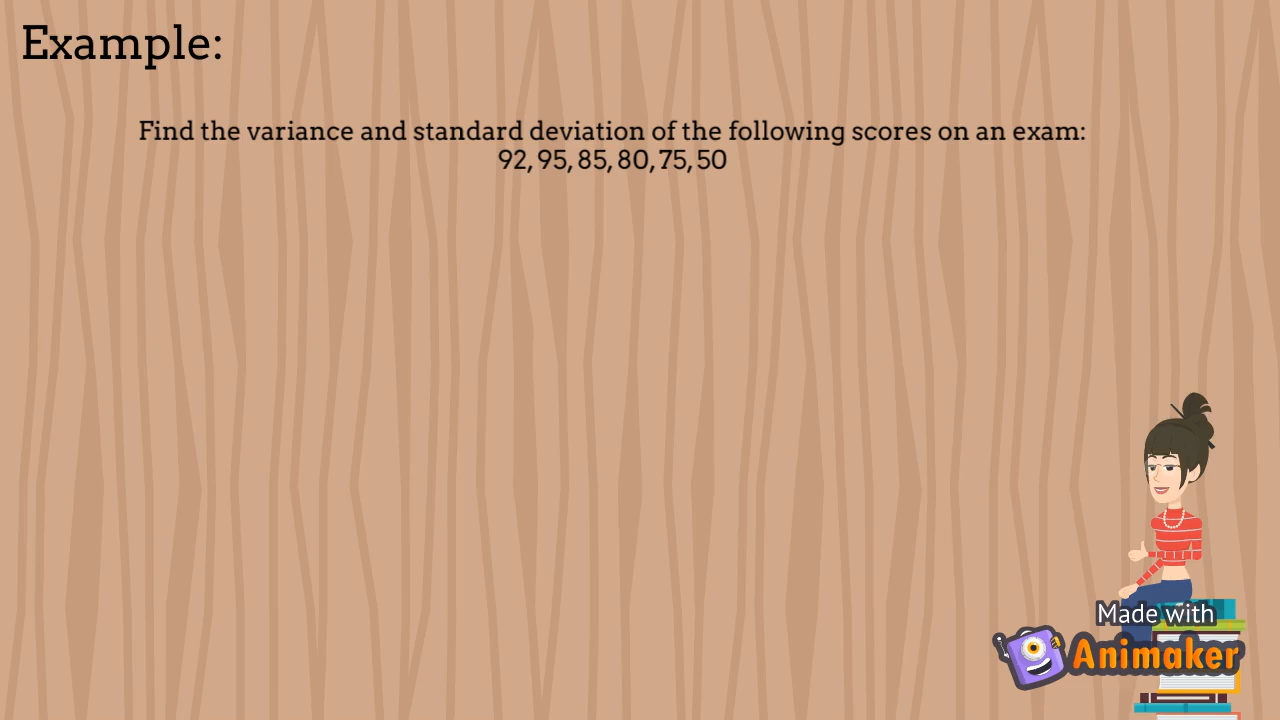 Example:
Find the variance and standard deviation of the following scores on an exam:
92, 95, 85, 80, 75, 50
Made with
Animaker